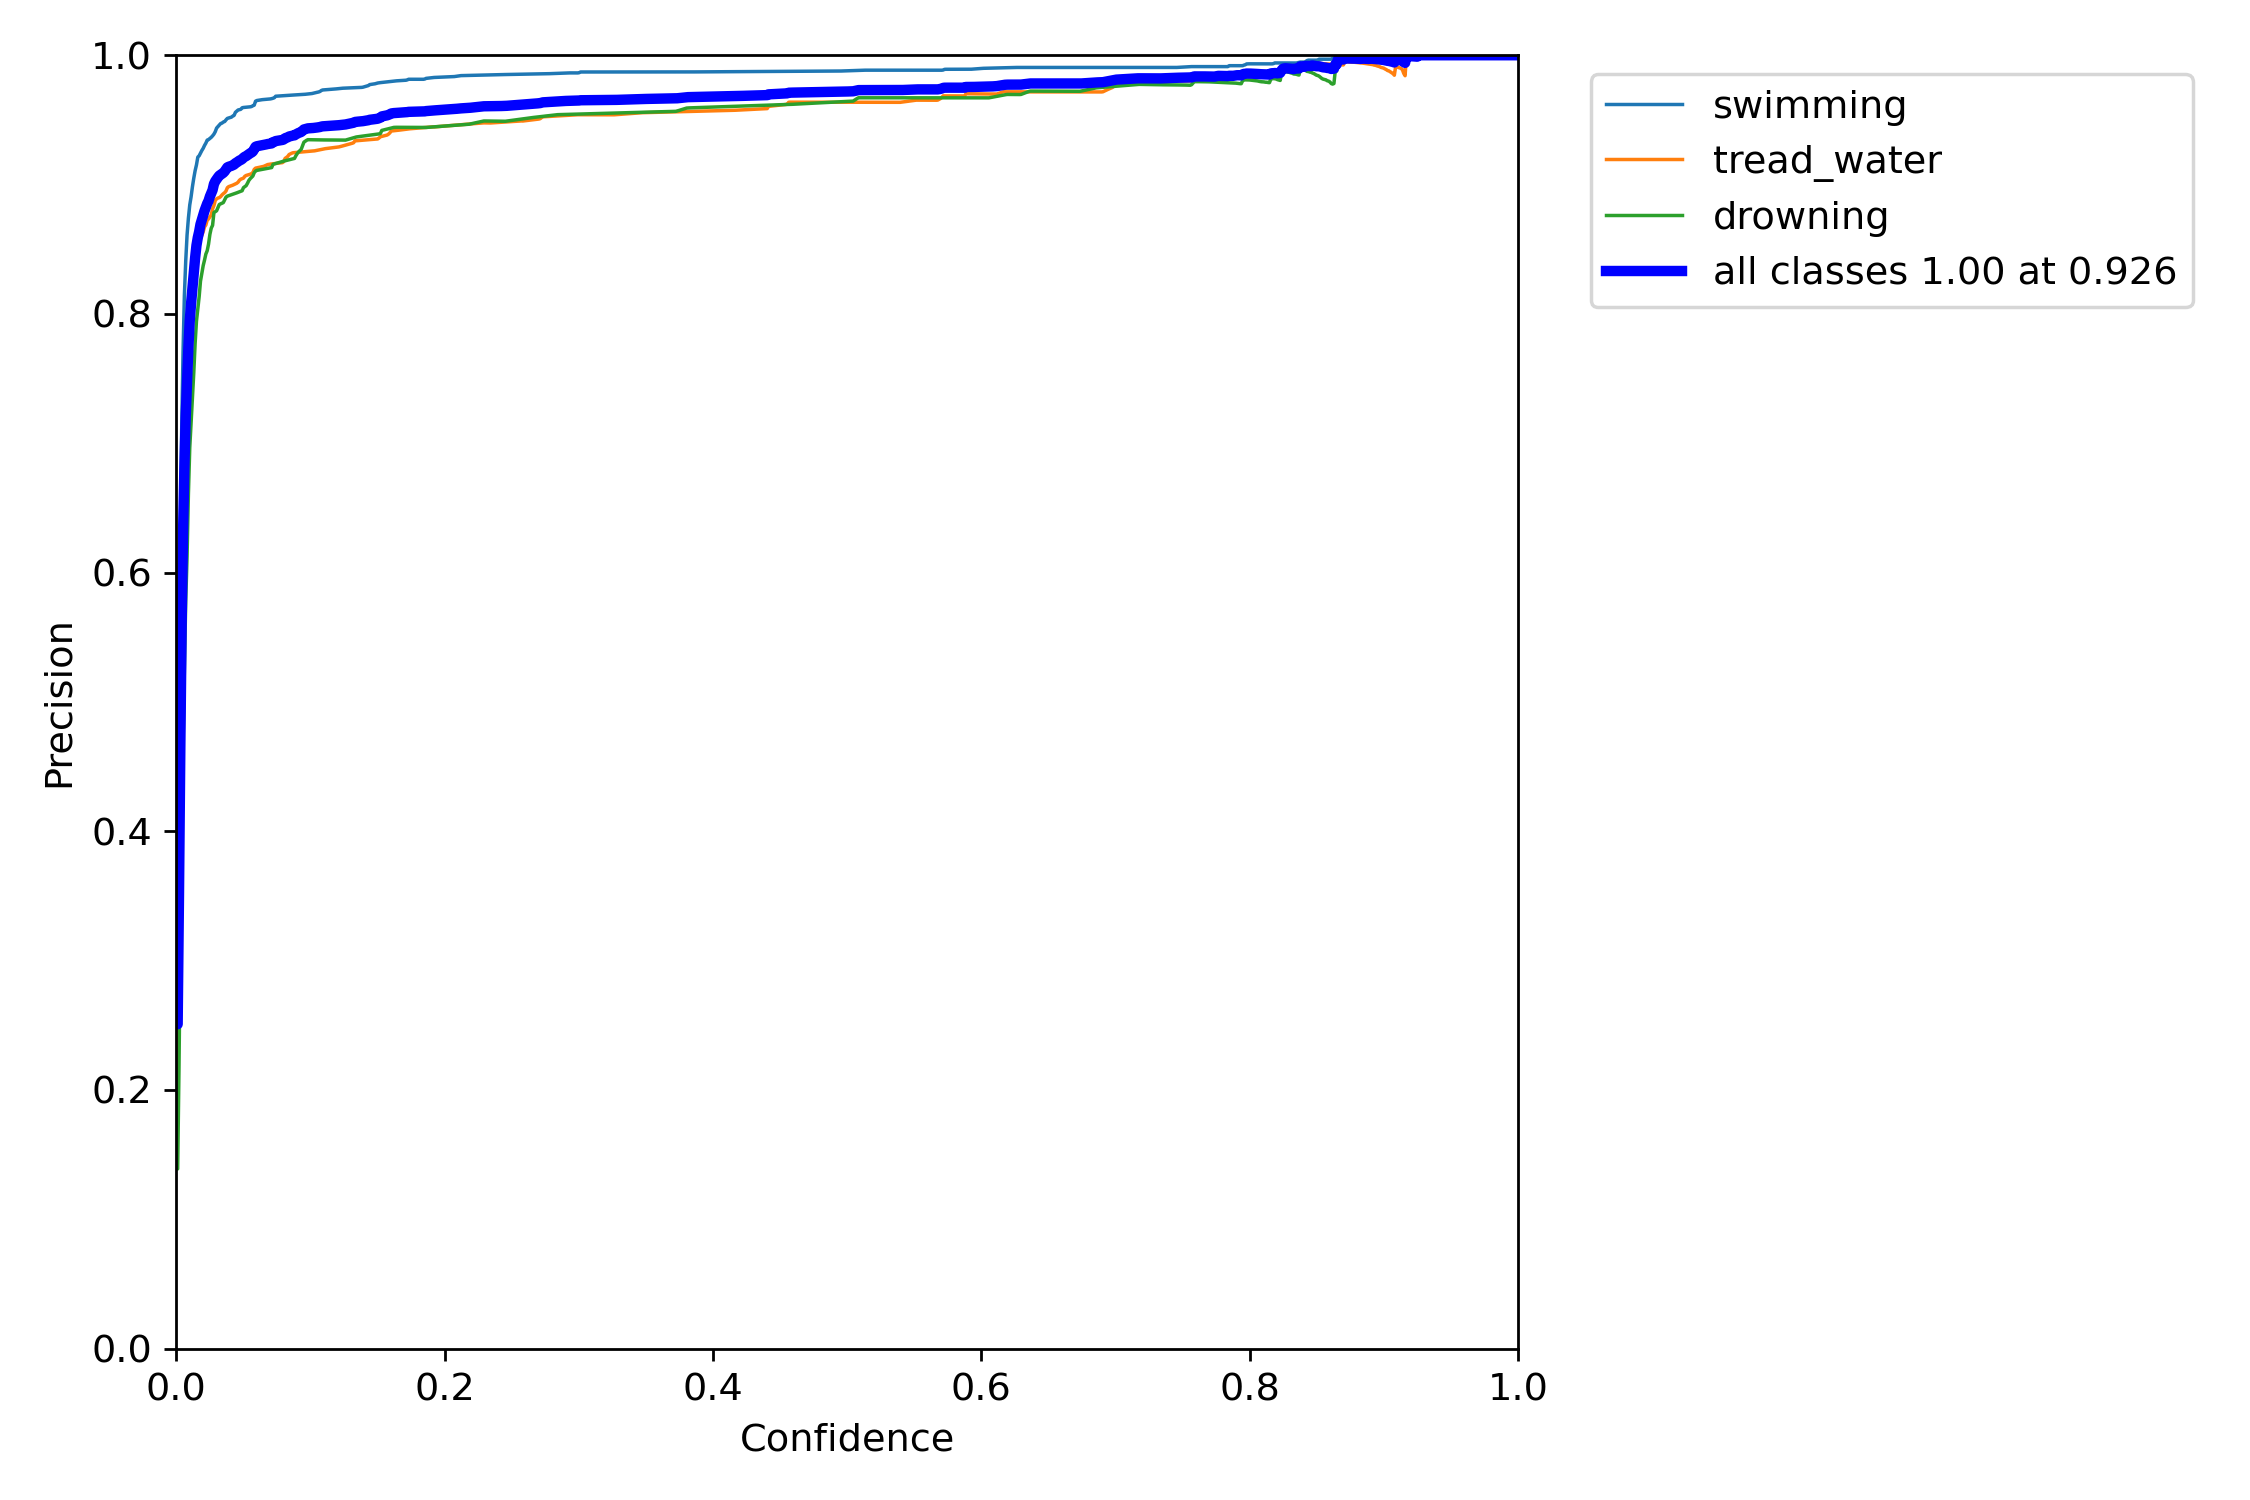 1.0
0.8
0.6
0.4
0.2
0.0
Precision
0.0 0.2 0.4 0.6 0.8 1.0
Confidence
swimming
tread_water
drowning
all classes 1.00 at 0.926